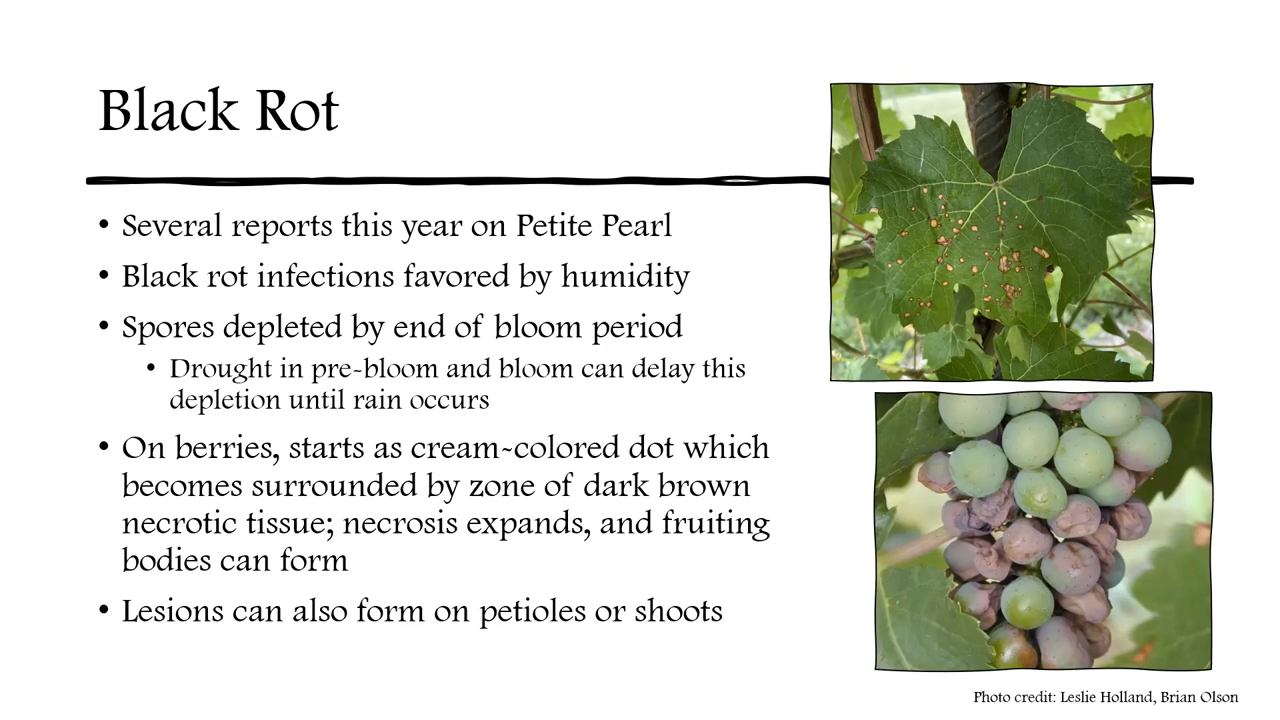 Black Rot
• Several reports this year on Petite Pearl
• Black rot infections favored by humidity
• Spores depleted by end of bloom period
• Drought in pre-bloom and bloom can delay this
depletion until rain occurs
• On berries, starts as cream-colored dot which
becomes surrounded by zone of dark brown
necrotic tissue; necrosis expands, and fruiting
bodies can form
• Lesions can also form on petioles or shoots
Photo credit: Leslie Holland, Brian Olson